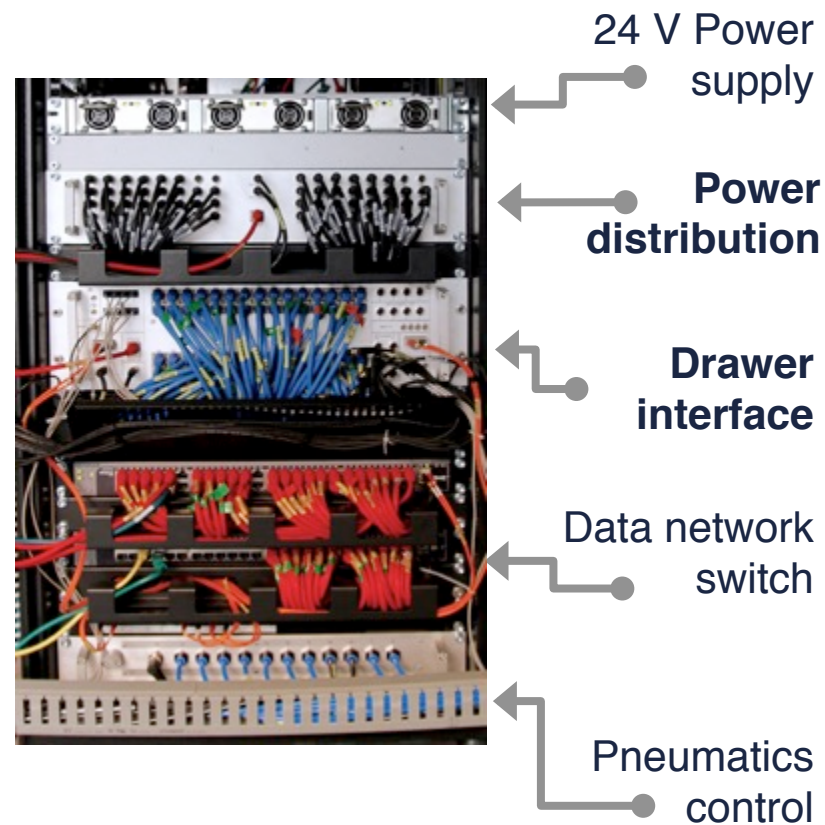 24 V Power
supply
Power
distribution
Drawer
interface
Data network
switch
Pneumatics
control